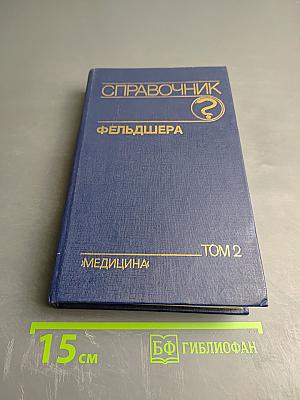 СПРАВОЧНИК
?
ФЕЛЬДШЕРА
ТОМ 2
›МЕДИЦИНА‹
15 см
БФ ГИБЛИОФАН